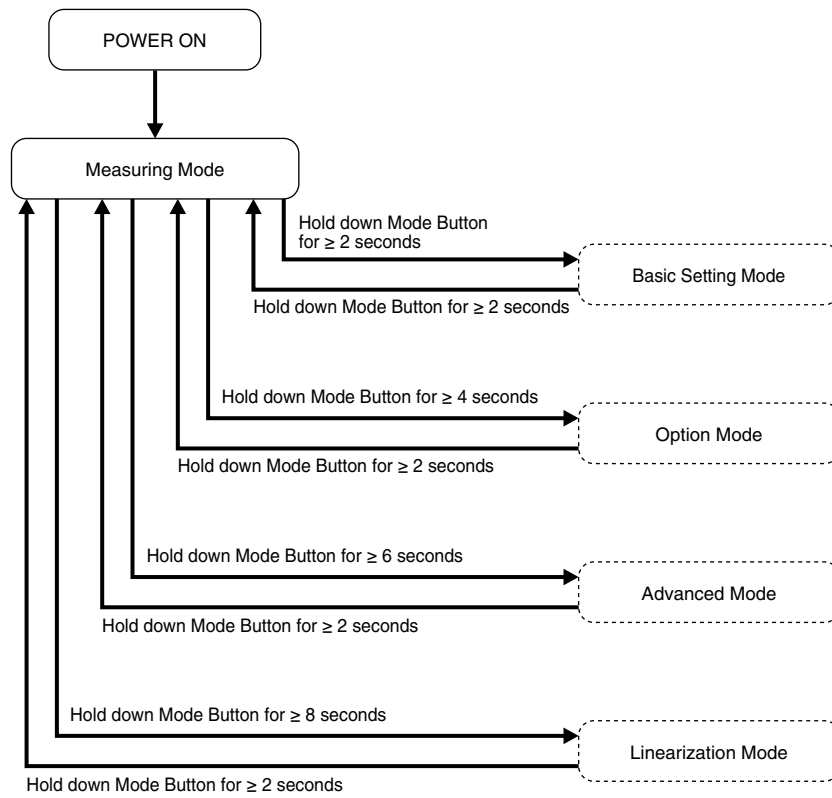 POWER ON
Measuring Mode
Hold down Mode Button
for ≥ 2 seconds
Basic Setting Mode
Hold down Mode Button for ≥ 2 seconds
Hold down Mode Button for ≥ 4 seconds
Option Mode
Hold down Mode Button for ≥ 2 seconds
Hold down Mode Button for ≥ 6 seconds
Advanced Mode
Hold down Mode Button for ≥ 2 seconds
Hold down Mode Button for ≥ 8 seconds
Linearization Mode
Hold down Mode Button for ≥ 2 seconds